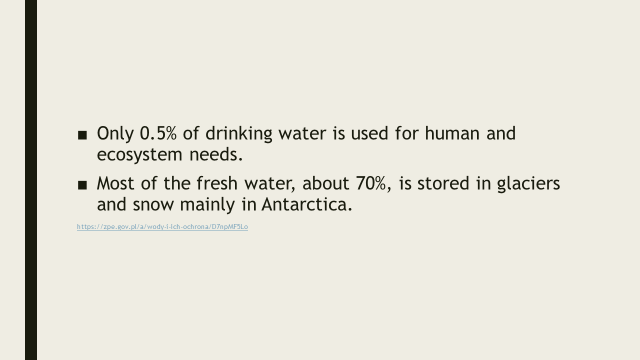 ■ Only 0.5% of drinking water is used for human and
ecosystem needs.
■ Most of the fresh water, about 70%, is stored in glaciers
and snow mainly in Antarctica.
https://zpe.gov.pl/a/wody-i-ich-ochrona/D7npMF5Lo